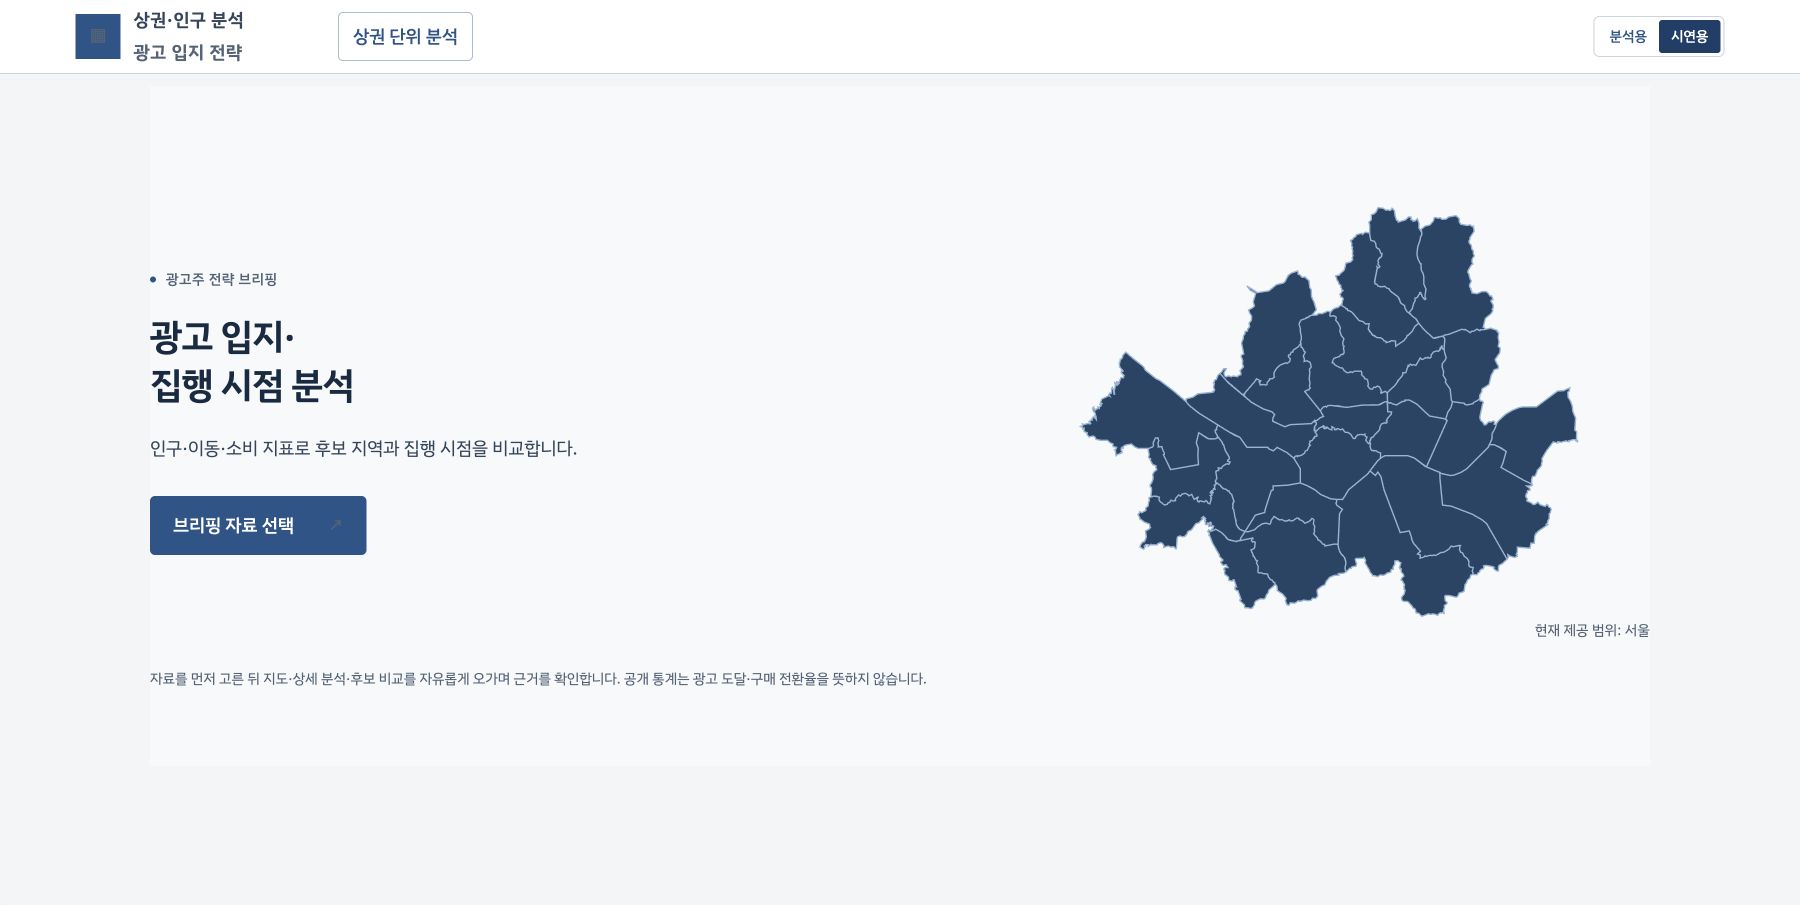 상권·인구 분석
광고 입지 전략
상권 단위 분석
분석용
시연용
광고주 전략 브리핑
광고 입지·
집행 시점 분석
인구·이동·소비 지표로 후보 지역과 집행 시점을 비교합니다.
브리핑 자료 선택 ↗
현재 제공 범위: 서울
자료를 먼저 고른 뒤 지도·상세 분석·후보 비교를 자유롭게 오가며 근거를 확인합니다. 공개 통계는 광고 도달·구매 전환율을 뜻하지 않습니다.